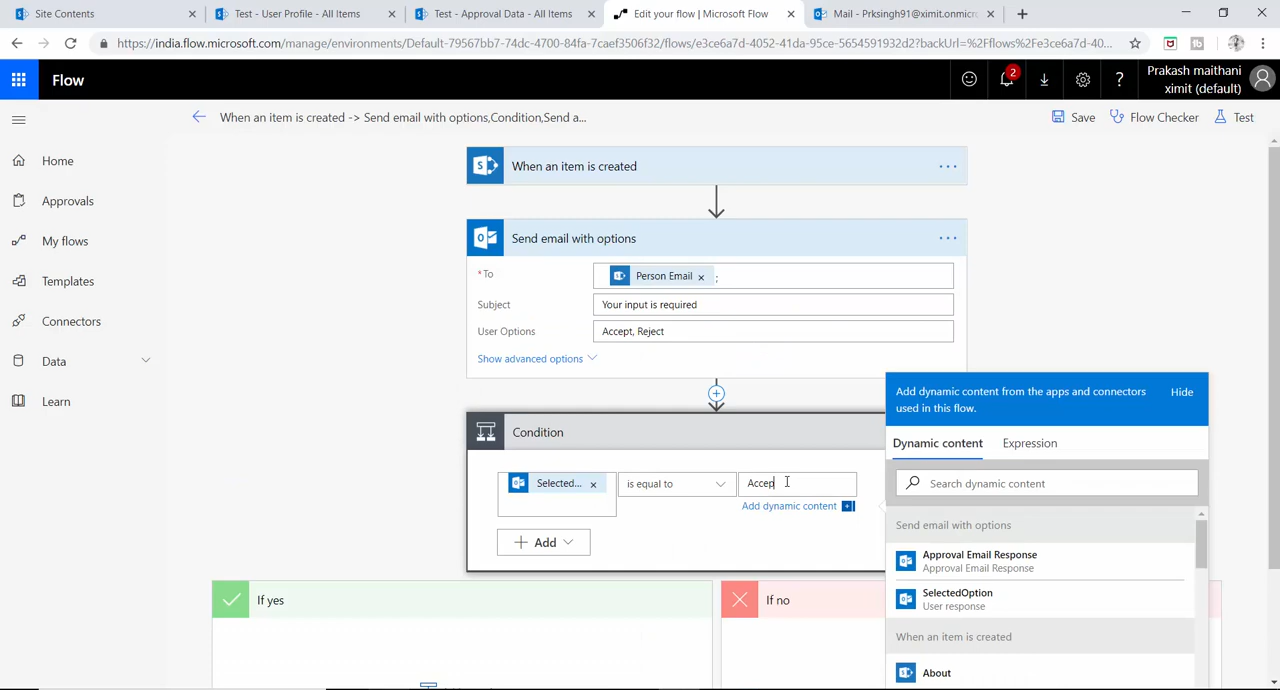 Site Contents
Test - User Profile - All Items
Test - Approval Data - All Items
Edit your flow | Microsoft Flow
Mail - Prksingh91@ximit.onmicr
https://india.flow.microsoft.com/manage/environments/Default-79557bb7-74dc-4700-84fa-7caef3506f32/flows/e3ce6a7d-4052-41da-95ce-5654591932d2?backUrl=%2Fflows%2Fe3ce6a7d-40...
Flow
2
?
Prakash maithani
ximit (default)
When an item is created -> Send email with options,Condition,Send a...
Save
Flow Checker
Test
Home
Approvals
My flows
Templates
Connectors
Data
Learn
When an item is created
...
Send email with options
...
*To
Person Email x ;
Subject
Your input is required
User Options
Accept, Reject
Show advanced options
Condition
Selected... x
is equal to
Accep
Add dynamic content
+ Add
If yes
If no
Add dynamic content from the apps and connectors used in this flow.
Hide
Dynamic content
Expression
Search dynamic content
Send email with options
Approval Email Response
Approval Email Response
SelectedOption
User response
When an item is created
About